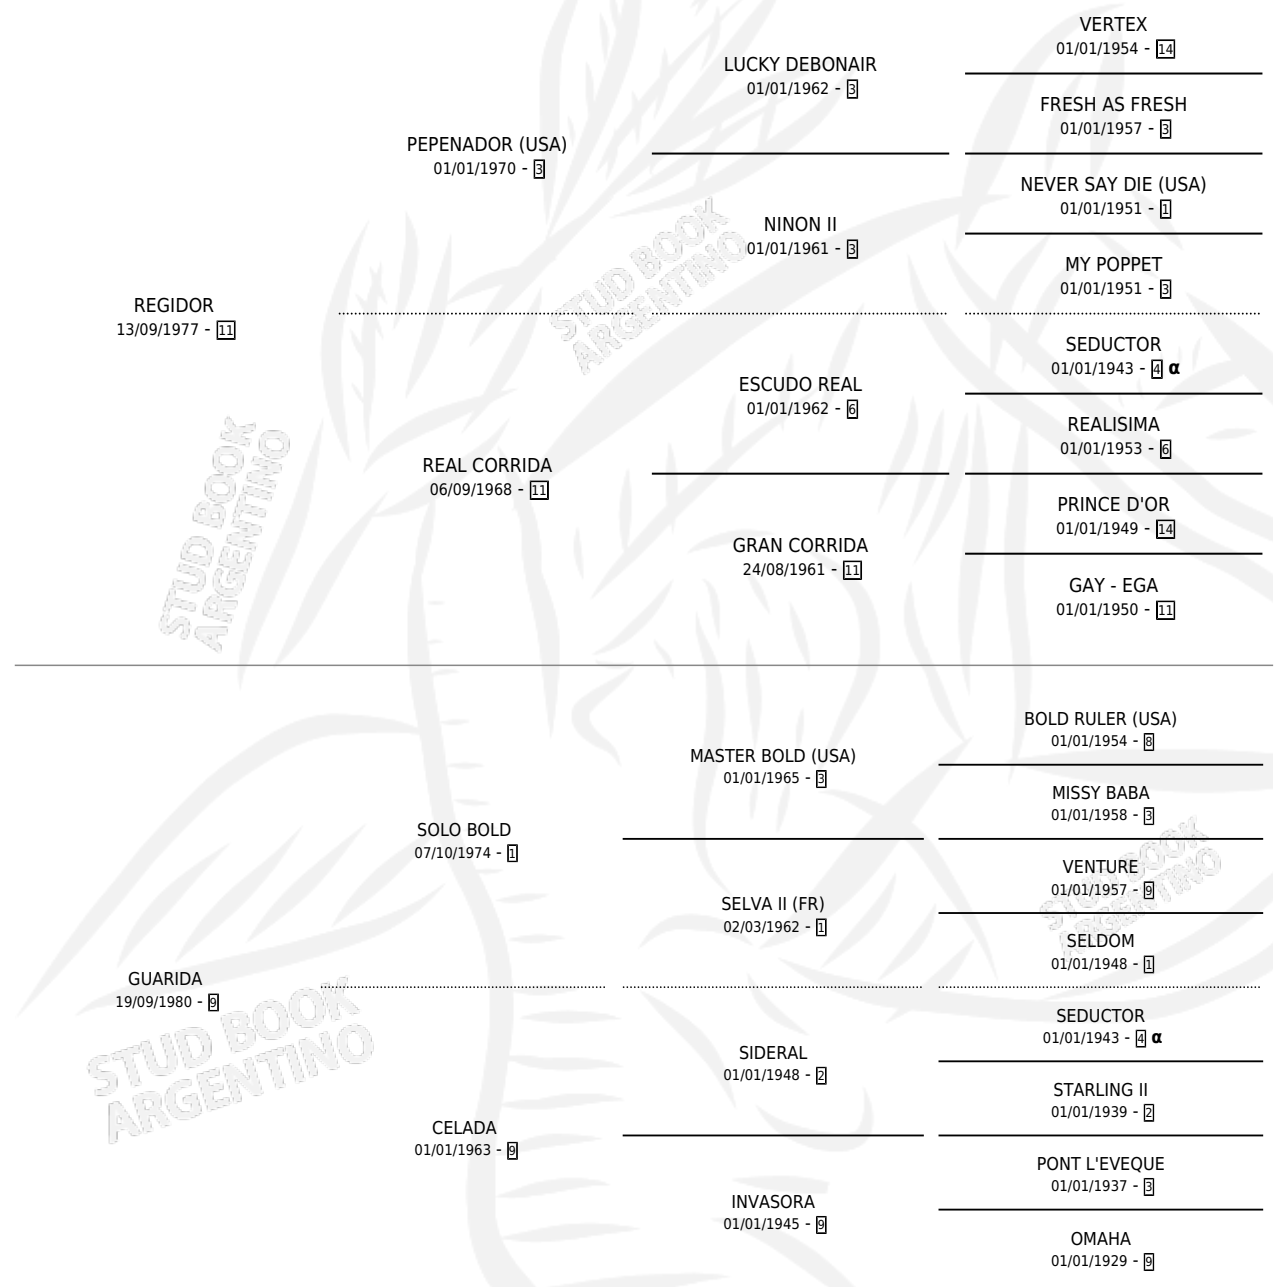 REGIDOR
13/09/1977 - 11
PEPENADOR (USA)
01/01/1970 - 3
LUCKY DEBONAIR
01/01/1962 - 3
VERTEX
01/01/1954 - 14
FRESH AS FRESH
01/01/1957 - 3
NINON II
01/01/1961 - 3
NEVER SAY DIE (USA)
01/01/1951 - 1
MY POPPET
01/01/1951 - 3
REAL CORRIDA
06/09/1968 - 11
ESCUDO REAL
01/01/1962 - 6
SEDUCTOR
01/01/1943 - 4 α
REALISIMA
01/01/1953 - 6
GRAN CORRIDA
24/08/1961 - 11
PRINCE D'OR
01/01/1949 - 14
GAY - EGA
01/01/1950 - 11
GUARIDA
19/09/1980 - 9
SOLO BOLD
07/10/1974 - 1
MASTER BOLD (USA)
01/01/1965 - 3
BOLD RULER (USA)
01/01/1954 - 8
MISSY BABA
01/01/1958 - 3
SELVA II (FR)
02/03/1962 - 1
VENTURE
01/01/1957 - 9
SELDOM
01/01/1948 - 1
CELADA
01/01/1963 - 9
SIDERAL
01/01/1948 - 2
SEDUCTOR
01/01/1943 - 4 α
STARLING II
01/01/1939 - 2
INVASORA
01/01/1945 - 9
PONT L'EVEQUE
01/01/1937 - 3
OMAHA
01/01/1929 - 9
STUD BOOK
ARGENTINO
STUD BOOK
ARGENTINO
STUD BOOK
ARGENTINO
STUD BOOK
ARGENTINO